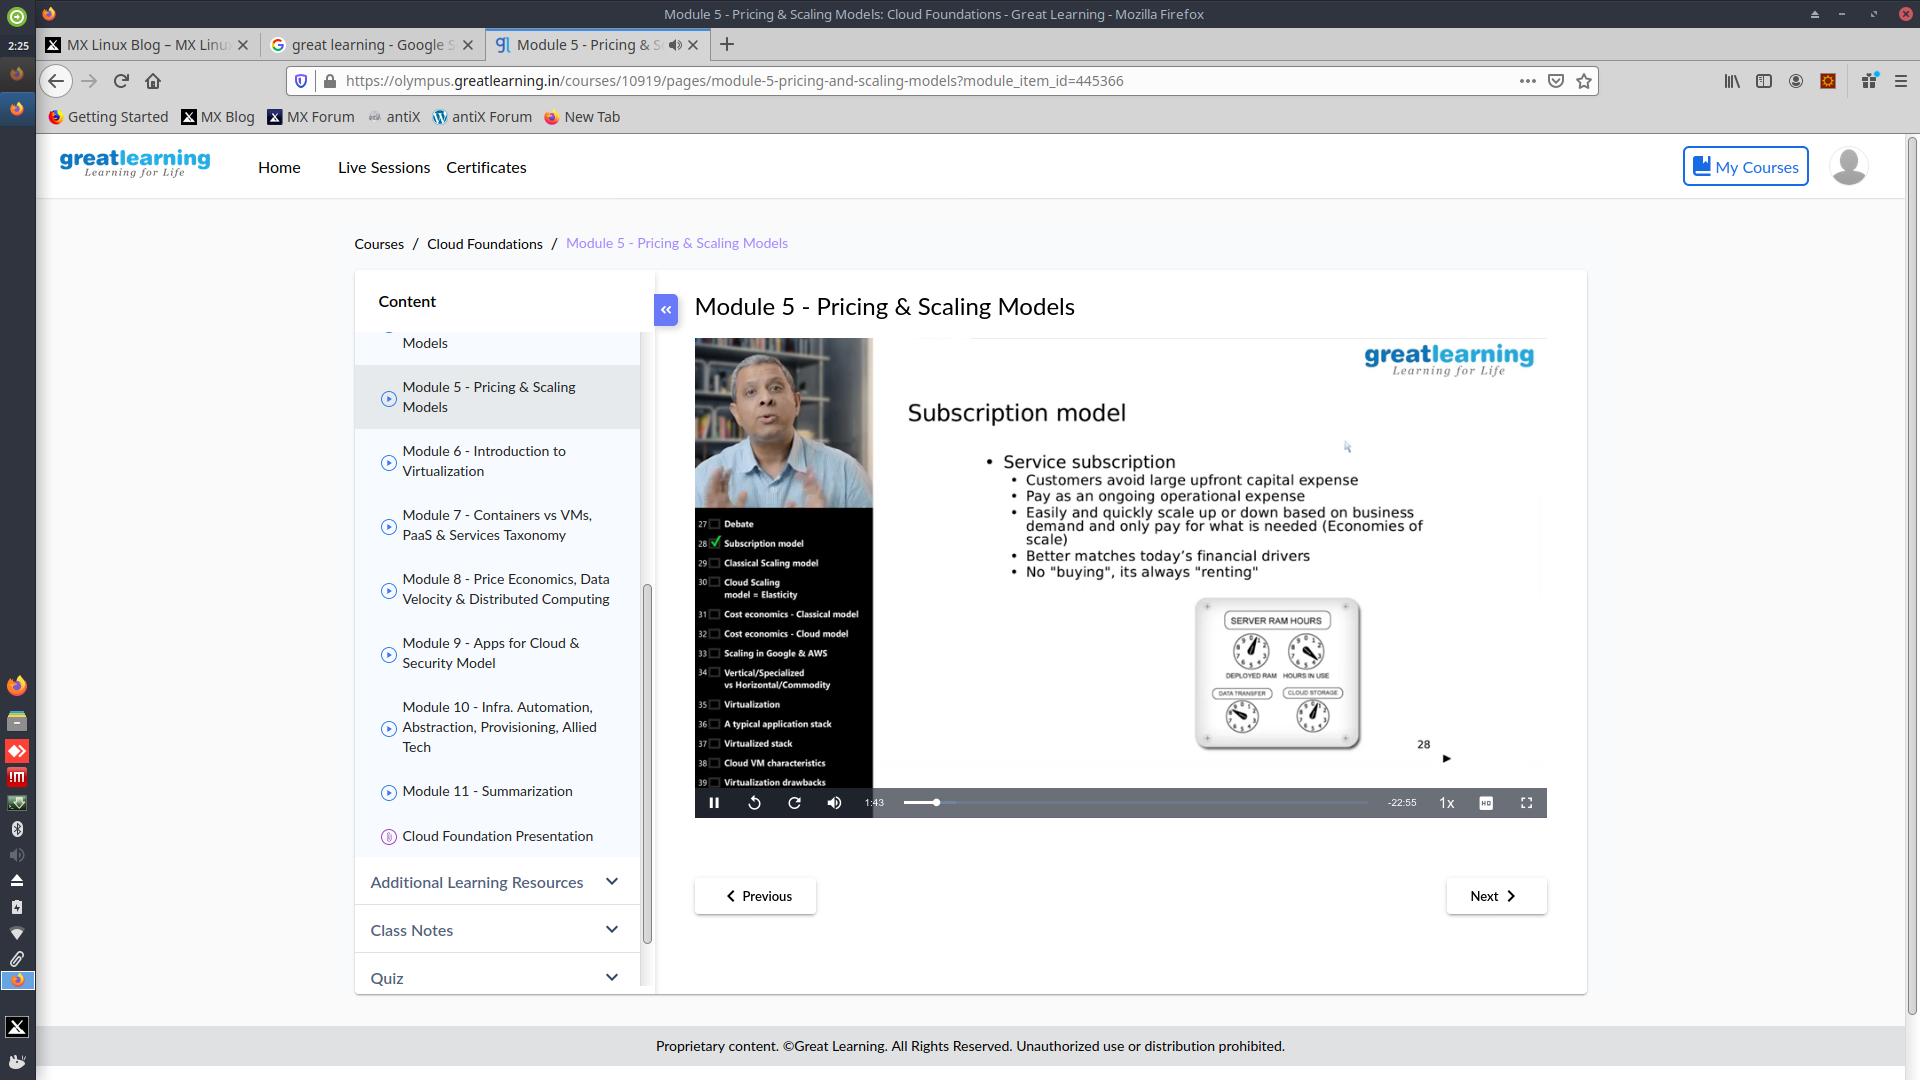 Module 5 - Pricing & Scaling Models: Cloud Foundations - Great Learning - Mozilla Firefox
2:25
MX Linux Blog – MX Linu
great learning - Google S
Module 5 - Pricing & S
https://olympus.greatlearning.in/courses/10919/pages/module-5-pricing-and-scaling-models?module_item_id=445366
Getting Started
MX Blog
MX Forum
antiX
antiX Forum
New Tab
greatlearning
Learning for Life
Home
Live Sessions
Certificates
My Courses
Courses / Cloud Foundations / Module 5 - Pricing & Scaling Models
Content
Models
Module 5 - Pricing & Scaling
Models
Module 6 - Introduction to
Virtualization
Module 7 - Containers vs VMs,
PaaS & Services Taxonomy
Module 8 - Price Economics, Data
Velocity & Distributed Computing
Module 9 - Apps for Cloud &
Security Model
Module 10 - Infra. Automation,
Abstraction, Provisioning, Allied
Tech
Module 11 - Summarization
Cloud Foundation Presentation
Additional Learning Resources
Class Notes
Quiz
Module 5 - Pricing & Scaling Models
greatlearning
Learning for Life
Subscription model
• Service subscription
• Customers avoid large upfront capital expense
• Pay as an ongoing operational expense
• Easily and quickly scale up or down based on business
demand and only pay for what is needed (Economies of
scale)
• Better matches today's financial drivers
• No "buying", its always "renting"
SERVER RAM HOURS
DEPLOYED RAM HOURS IN USE
DATA TRANSFER CLOUD STORAGE
28
27 Debate
28 Subscription model
29 Classical Scaling model
30 Cloud Scaling
model = Elasticity
31 Cost economics - Classical model
32 Cost economics - Cloud model
33 Scaling in Google & AWS
34 Vertical/Specialized
vs Horizontal/Commodity
35 Virtualization
36 A typical application stack
37 Virtualized stack
38 Cloud VM characteristics
39 Virtualization drawbacks
1:43
-22:55
1x
HD
Previous
Next
Proprietary content. ©Great Learning. All Rights Reserved. Unauthorized use or distribution prohibited.